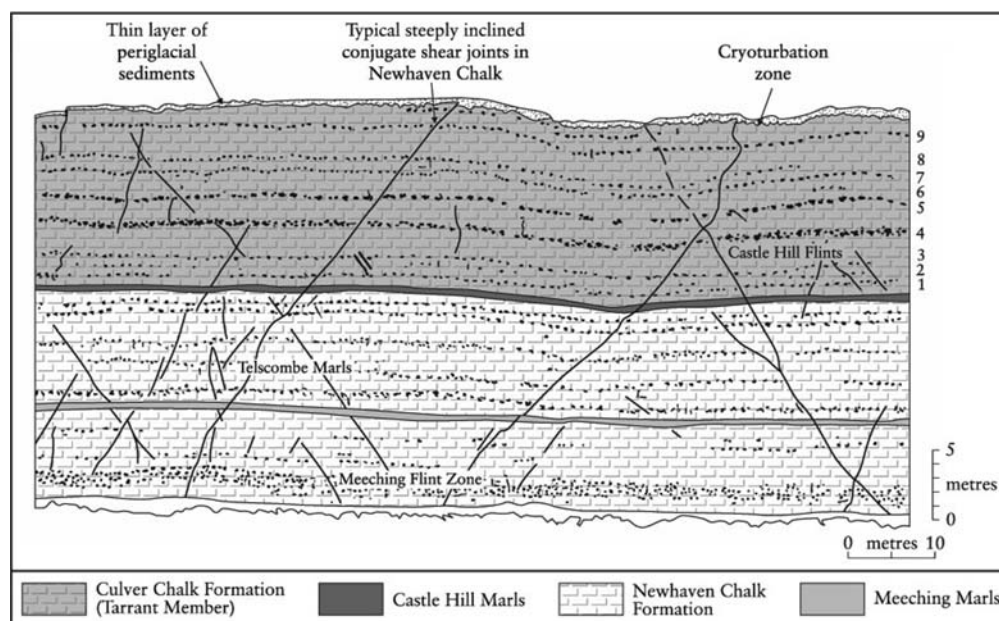 Thin layer of
periglacial
sediments
Typical steeply inclined
conjugate shear joints in
Newhaven Chalk
Cryoturbation
zone
9
8
7
6
5
4
3
2
1
Castle Hill Flints
Telscombe Marls
Meeching Flint Zone
5
metres
0
0 metres 10
Culver Chalk Formation
(Tarrant Member)
Castle Hill Marls
Newhaven Chalk
Formation
Meeching Marls